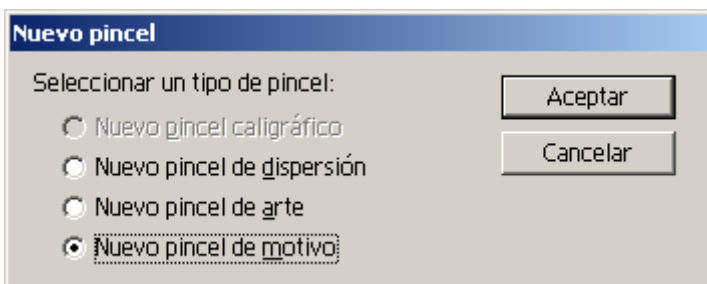 Nuevo pincel
Seleccionar un tipo de pincel:
Nuevo pincel caligráfico
Nuevo pincel de dispersión
Nuevo pincel de arte
Nuevo pincel de motivo
Aceptar
Cancelar